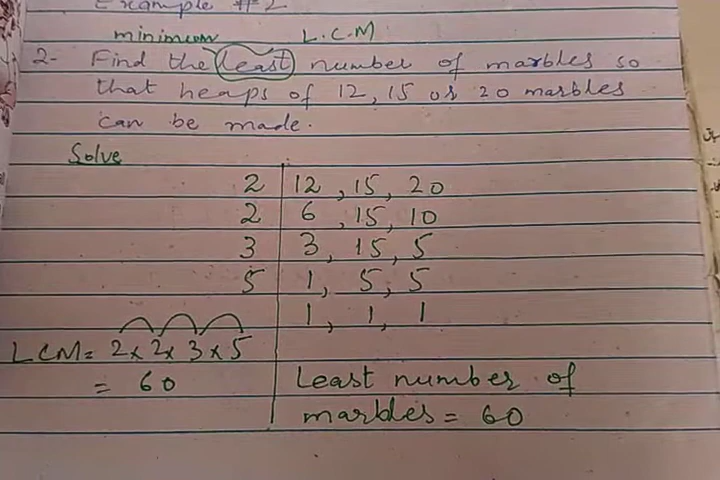 Example #2
minimum L.C.M
2- Find the least number of marbles so
that heaps of 12, 15 or 20 marbles
can be made.
Solve
2 12, 15, 20
2 6, 15, 10
3 3, 15, 5
5 1, 5, 5
1, 1, 1
LCM = 2 x 2 x 3 x 5
= 60
Least number of
marbles = 60